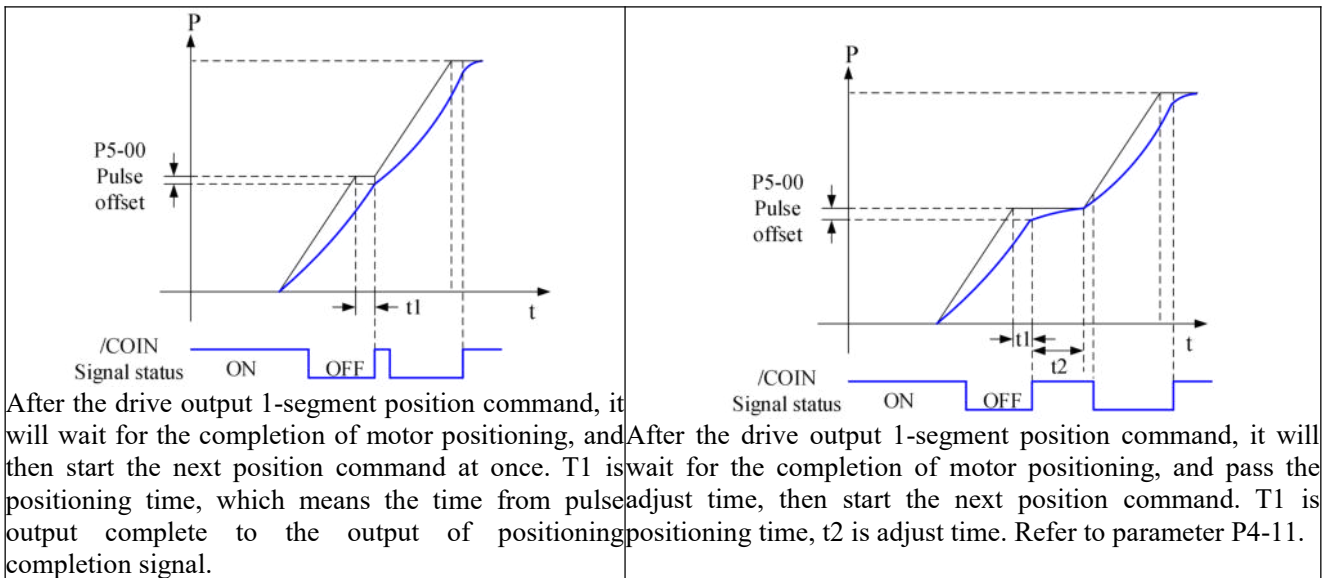 P
P5-00
Pulse
offset
t1
t
/COIN
Signal status
ON
OFF
After the drive output 1-segment position command, it
will wait for the completion of motor positioning, and
then start the next position command at once. T1 is
positioning time, which means the time from pulse
output complete to the output of positioning
completion signal.
P
P5-00
Pulse
offset
t1
t2
t
/COIN
Signal status
ON
OFF
After the drive output 1-segment position command, it will
wait for the completion of motor positioning, and pass the
adjust time, then start the next position command. T1 is
positioning time, t2 is adjust time. Refer to parameter P4-11.